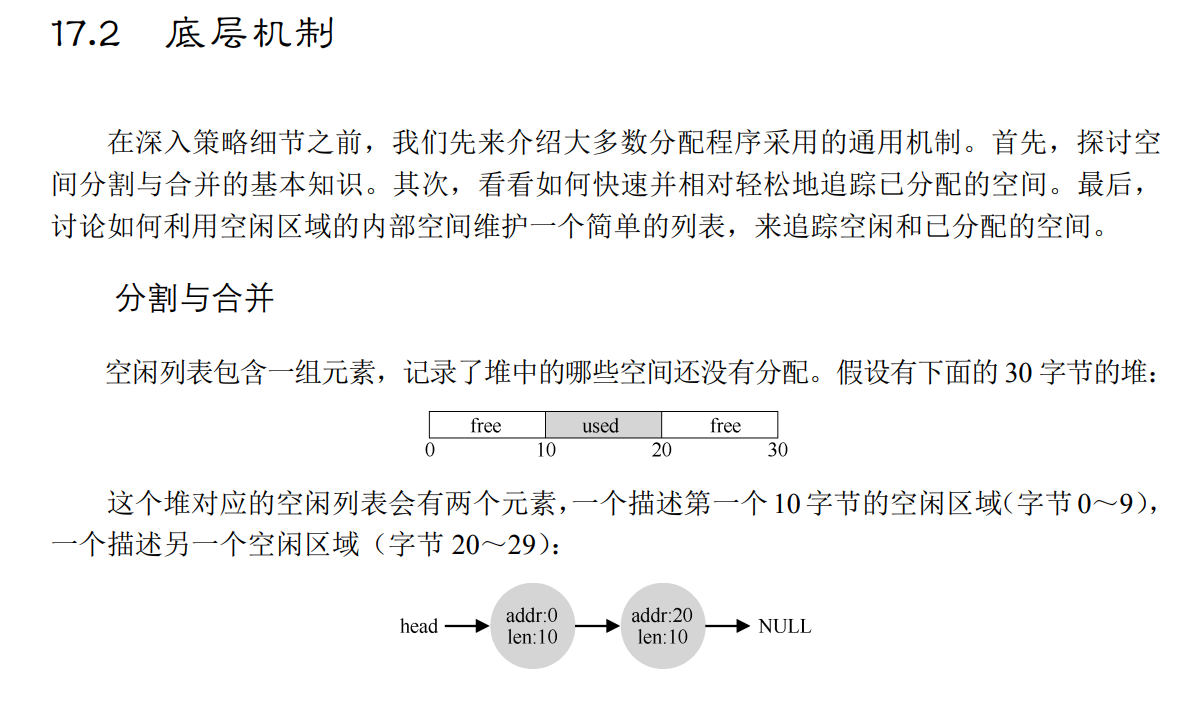 17.2 底层机制
在深入策略细节之前，我们先来介绍大多数分配程序采用的通用机制。首先，探讨空
间分割与合并的基本知识。其次，看看如何快速并相对轻松地追踪已分配的空间。最后，
讨论如何利用空闲区域的内部空间维护一个简单的列表，来追踪空闲和已分配的空间。
分割与合并
空闲列表包含一组元素，记录了堆中的哪些空间还没有分配。假设有下面的 30 字节的堆：
free used free
0 10 20 30
这个堆对应的空闲列表会有两个元素，一个描述第一个 10 字节的空闲区域（字节 0～9），
一个描述另一个空闲区域（字节 20～29）：
addr:0 addr:20
head NULL
len:10 len:10